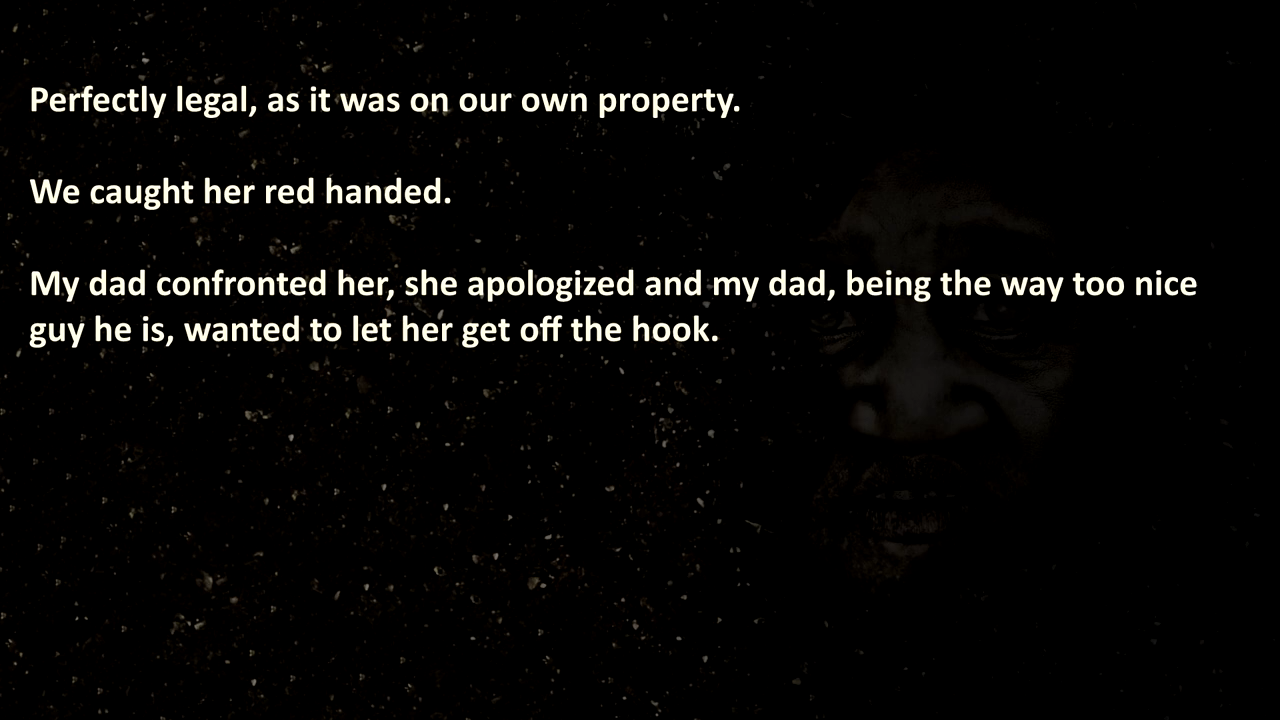 Perfectly legal, as it was on our own property.
We caught her red handed.
My dad confronted her, she apologized and my dad, being the way too nice
guy he is, wanted to let her get off the hook.